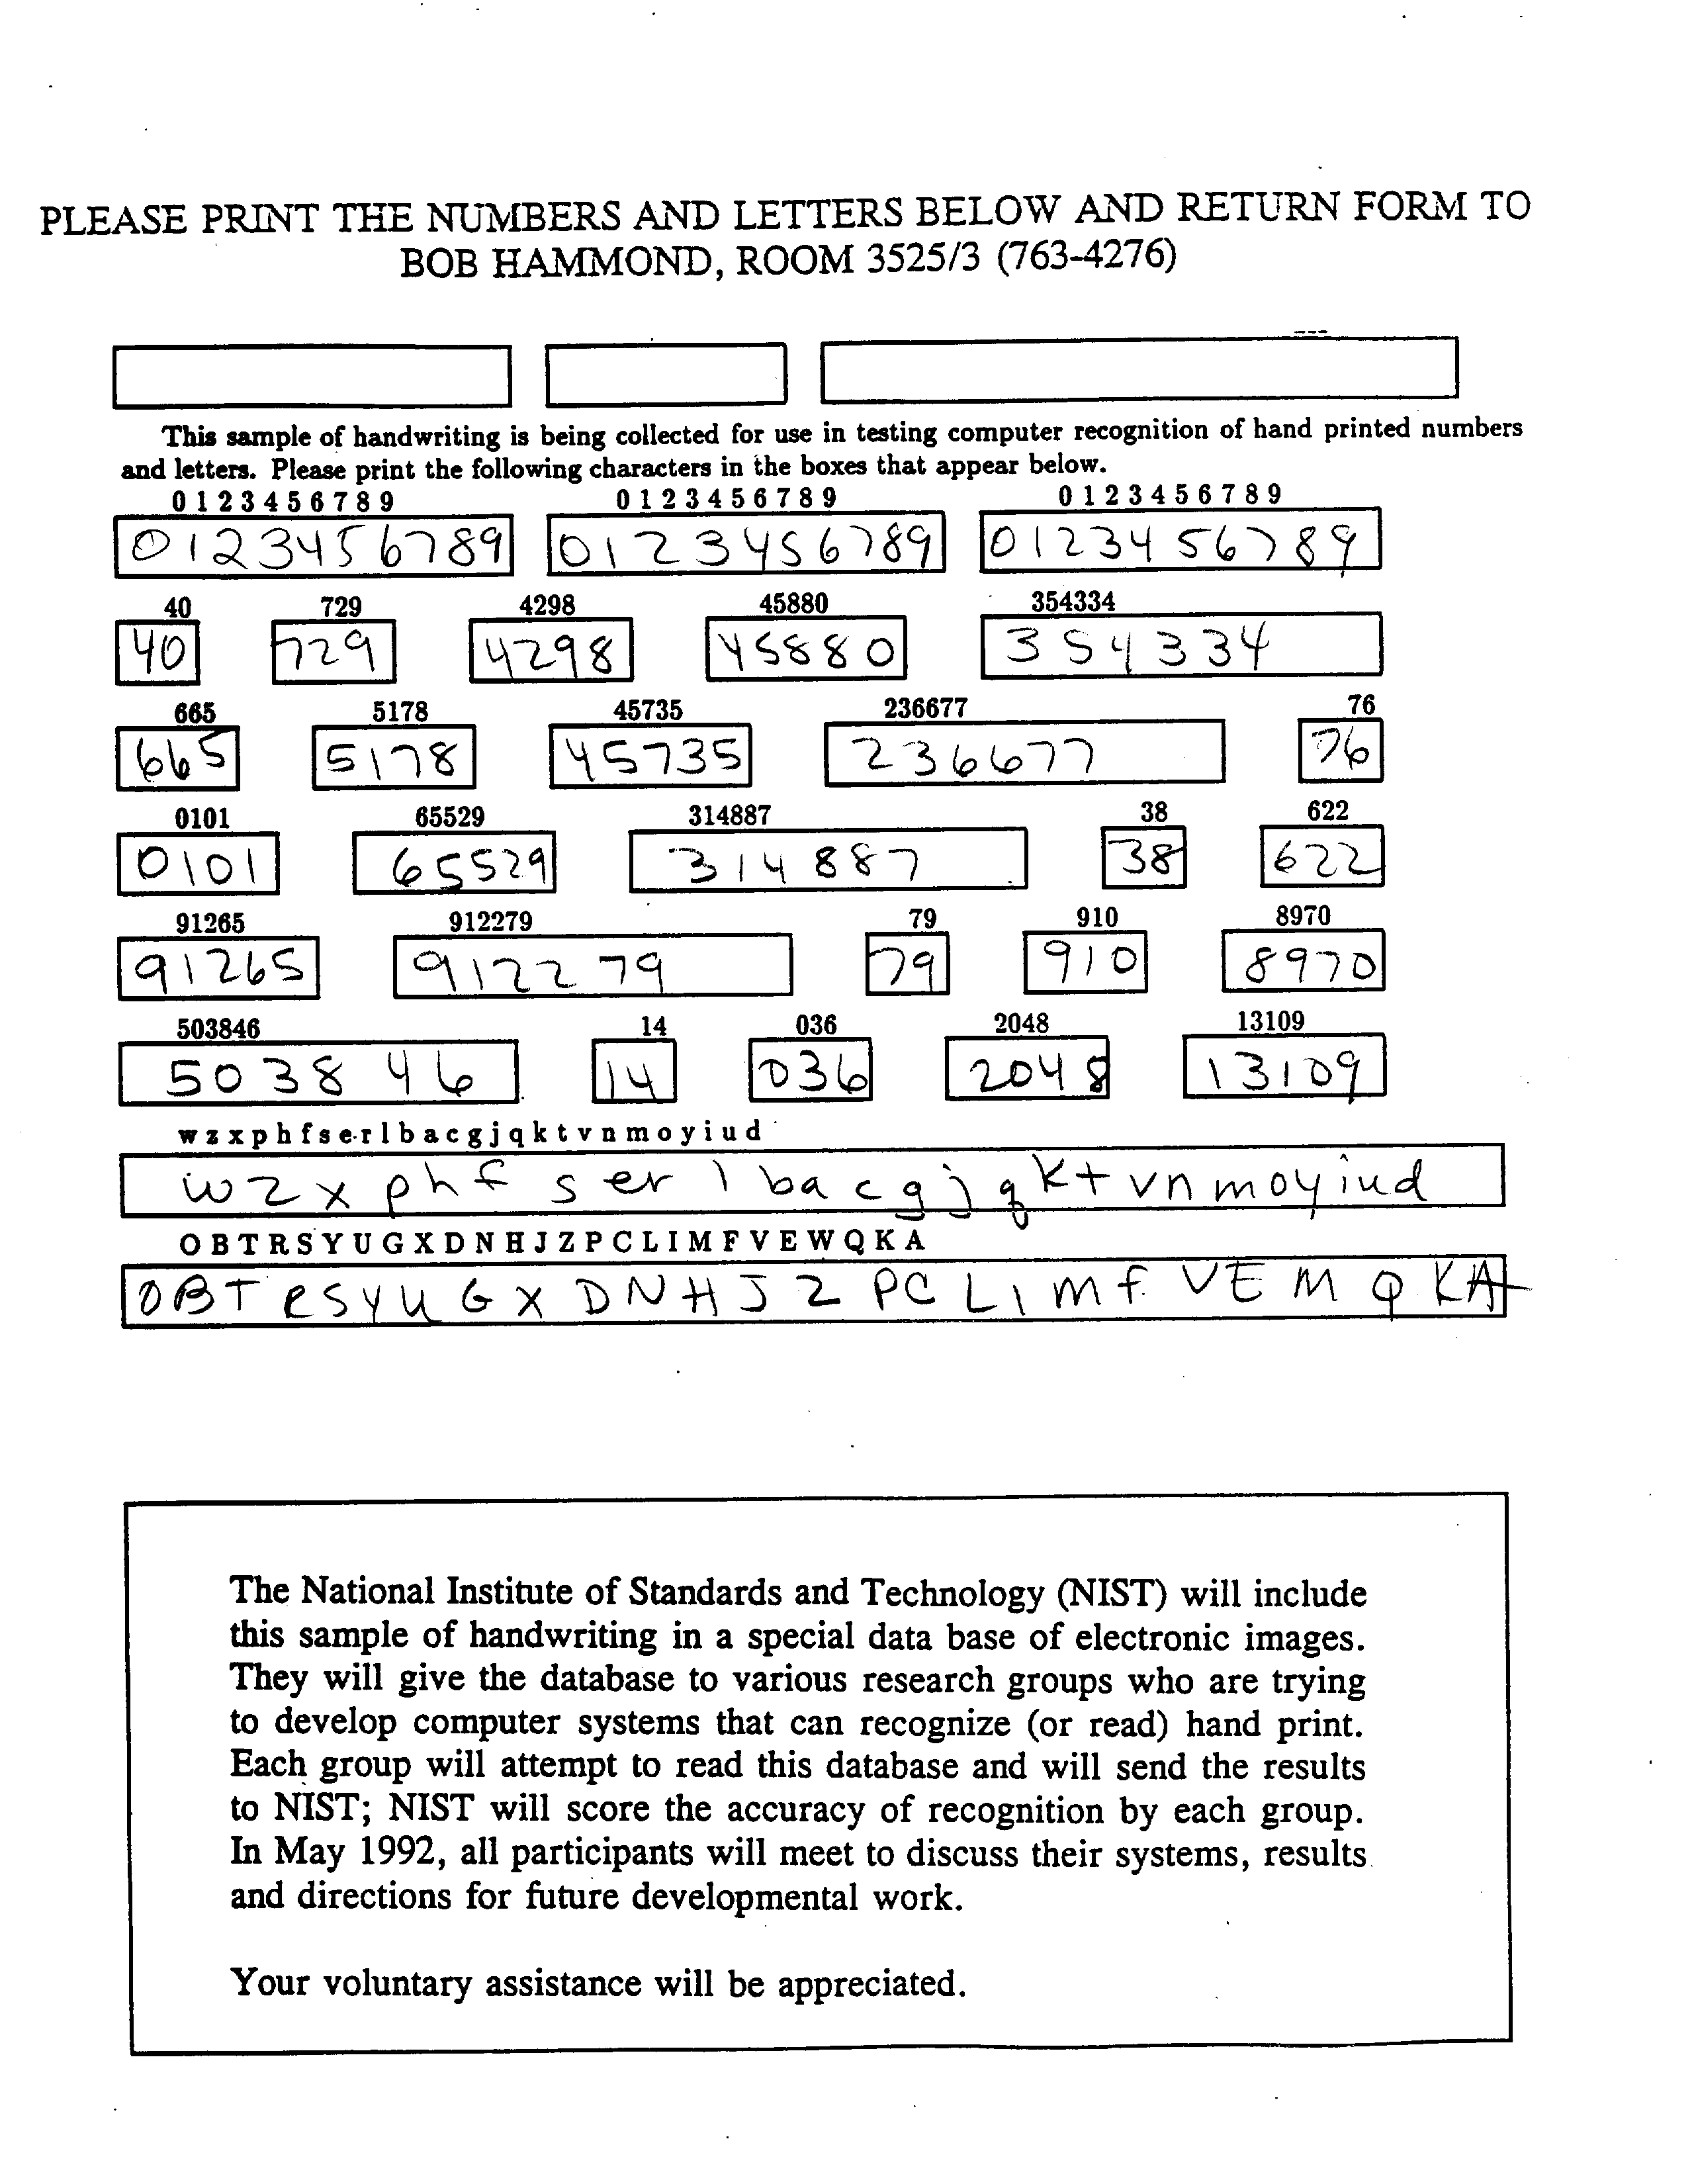 PLEASE PRINT THE NUMBERS AND LETTERS BELOW AND RETURN FORM TO
BOB HAMMOND, ROOM 3525/3 (763-4276)
This sample of handwriting is being collected for use in testing computer recognition of hand printed numbers
and letters. Please print the following characters in the boxes that appear below.
0 1 2 3 4 5 6 7 8 9 0 1 2 3 4 5 6 7 8 9 0 1 2 3 4 5 6 7 8 9
0123456789 0123456789 0123456789
40 729 4298 45880 354334
40 729 4298 45880 354334
665 5178 45735 236677 76
665 5178 45735 236677 76
0101 65529 314887 38 622
0101 65529 314887 38 622
91265 912279 79 910 8970
91265 912279 79 910 8970
503846 14 036 2048 13109
503846 14 036 2048 13109
w z x p h f s e r l b a c g j q k t v n m o y i u d
w z x p h f s e r l b a c g j q k t v n m o y i u d
O B T R S Y U G X D N H J Z P C L I M F V E W Q K A
O B T R S Y U G X D N H J Z P C L I M F V E M Q K A
The National Institute of Standards and Technology (NIST) will include
this sample of handwriting in a special data base of electronic images.
They will give the database to various research groups who are trying
to develop computer systems that can recognize (or read) hand print.
Each group will attempt to read this database and will send the results
to NIST; NIST will score the accuracy of recognition by each group.
In May 1992, all participants will meet to discuss their systems, results
and directions for future developmental work.
Your voluntary assistance will be appreciated.